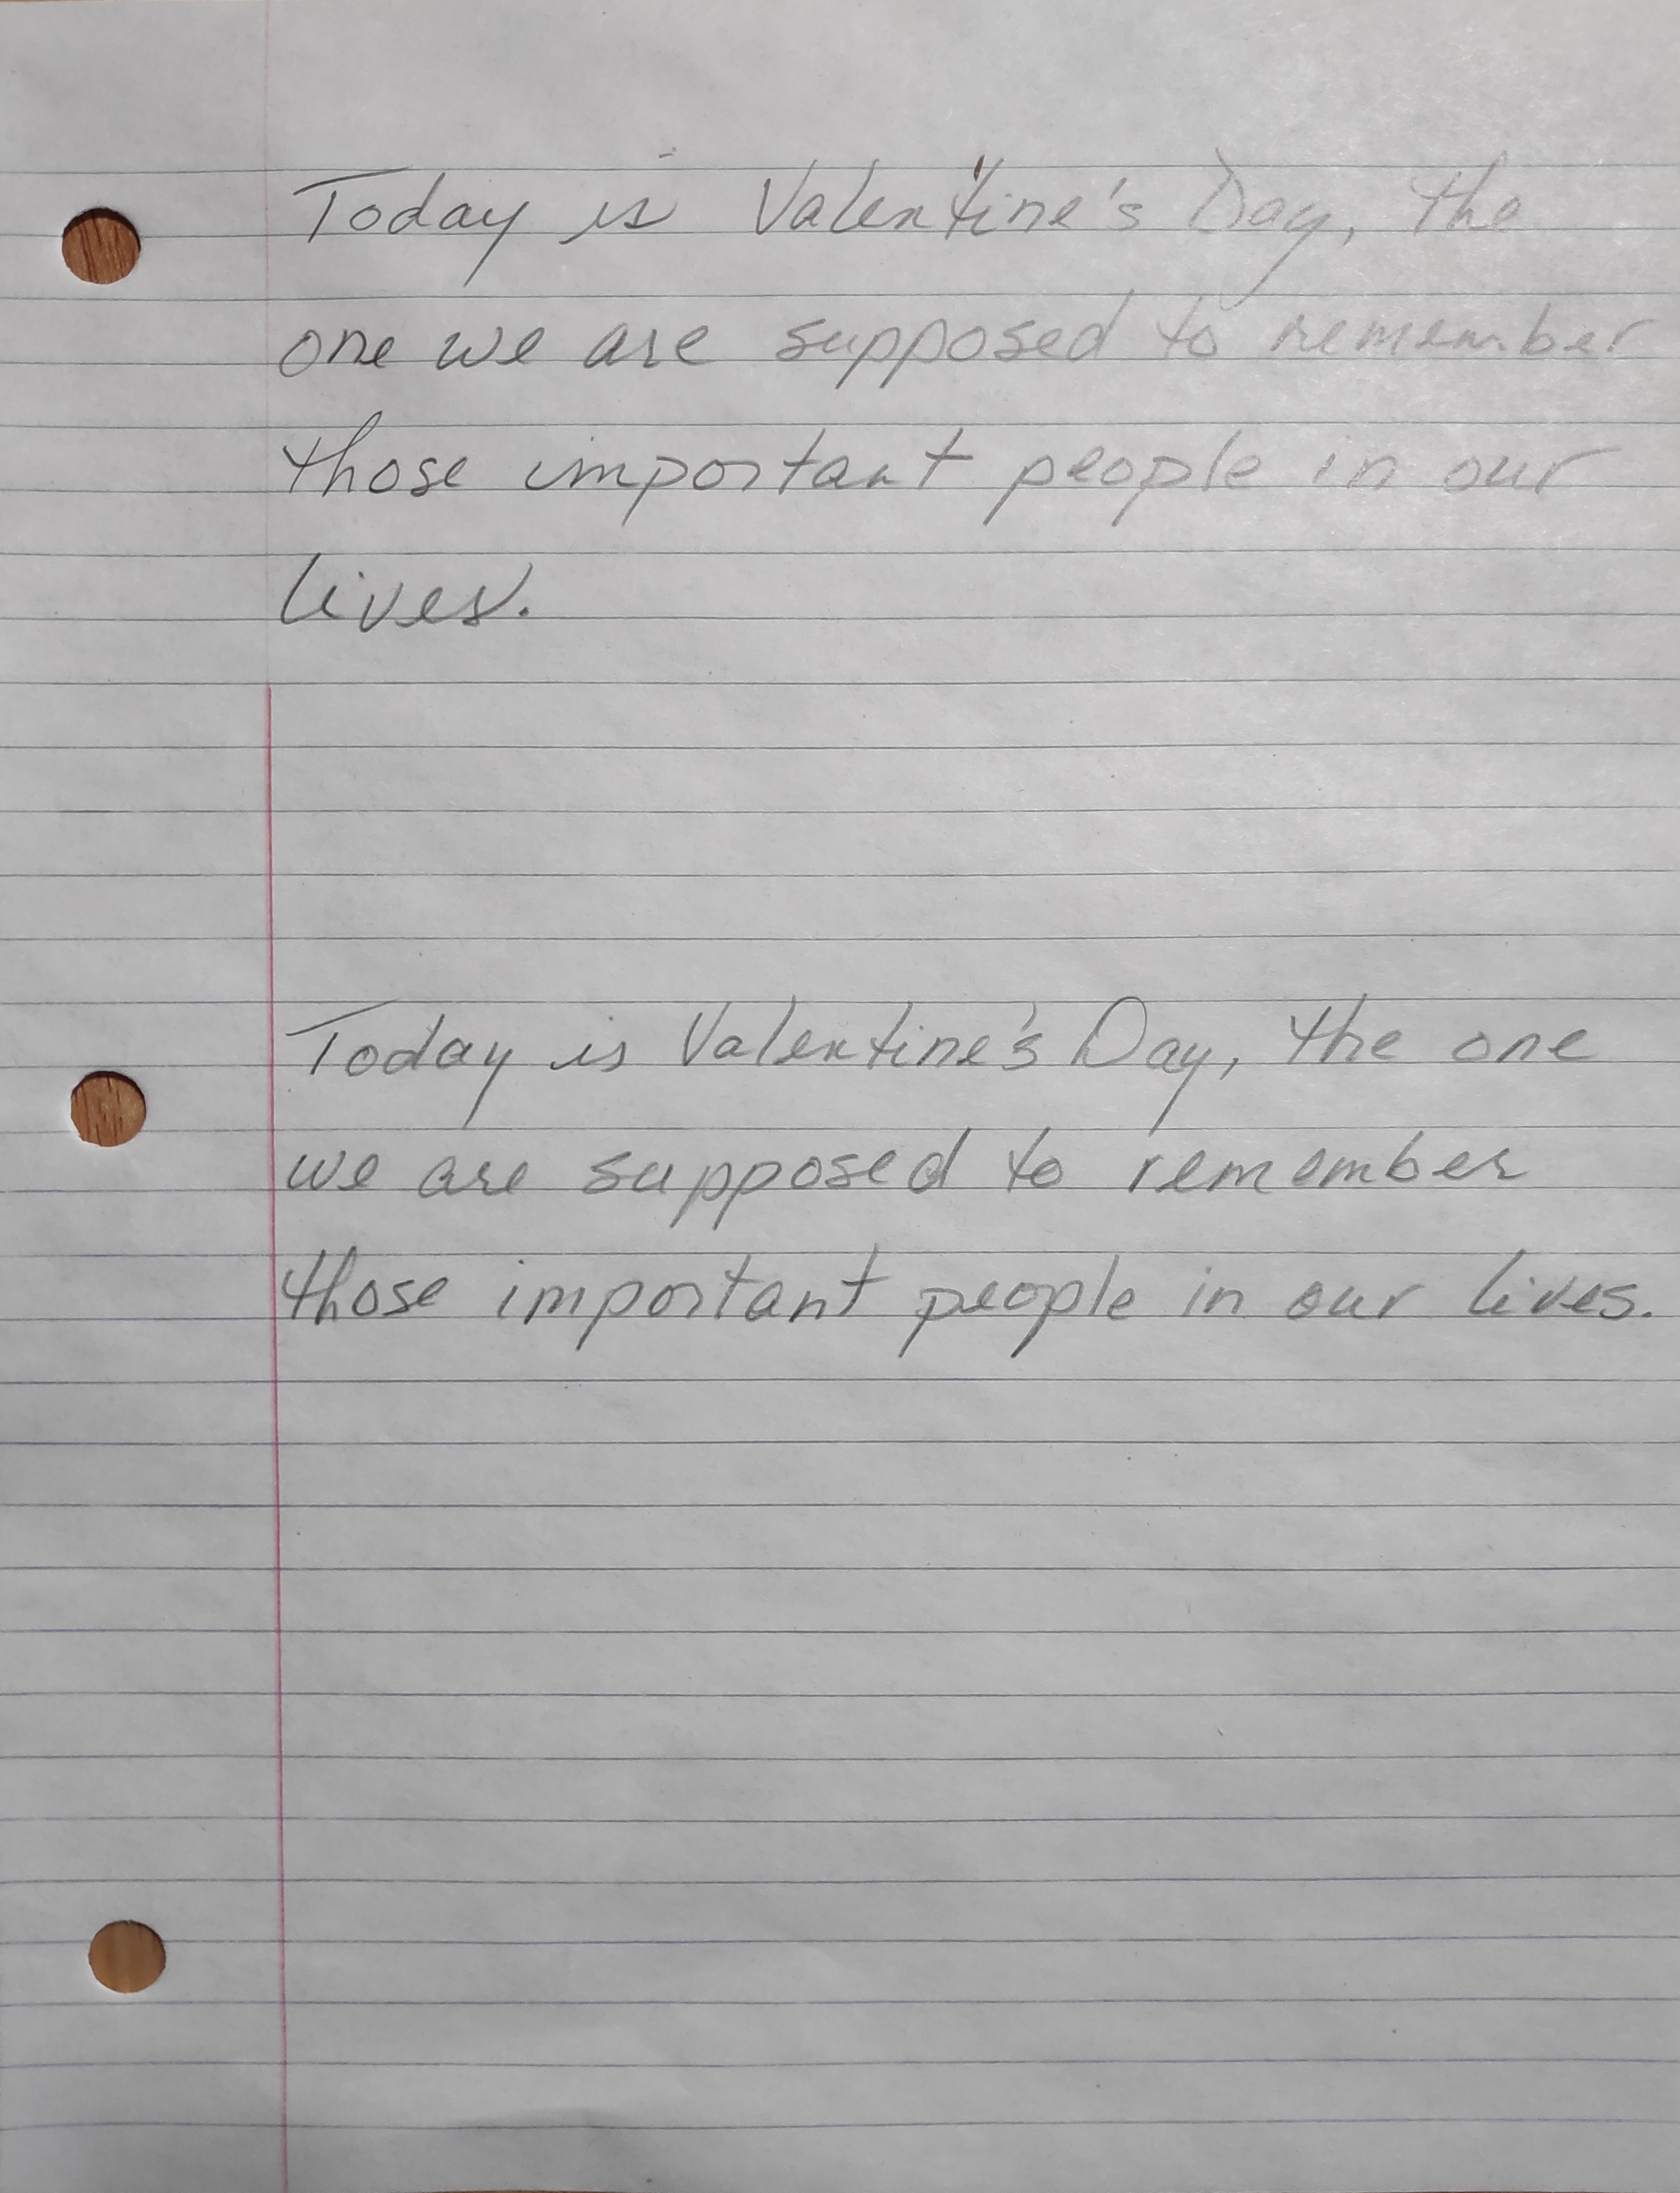 Today is Valentine's Day, the
one we are supposed to remember
those important people in our
lives.
Today is Valentine's Day, the one
we are supposed to remember
those important people in our lives.